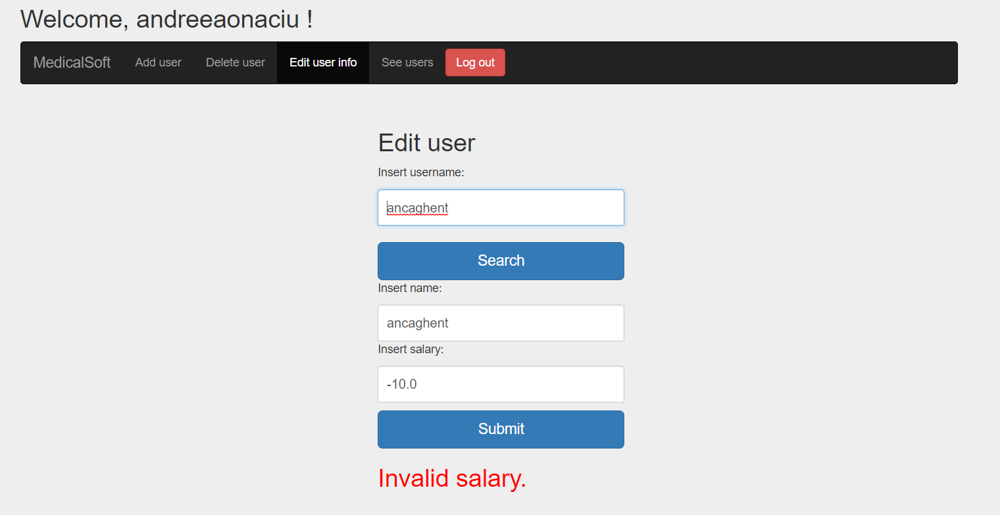 Welcome, andreeaonaciu !
MedicalSoft Add user Delete user Edit user info See users Log out
Edit user
Insert username:
ancaghent
Search
Insert name:
ancaghent
Insert salary:
-10.0
Submit
Invalid salary.